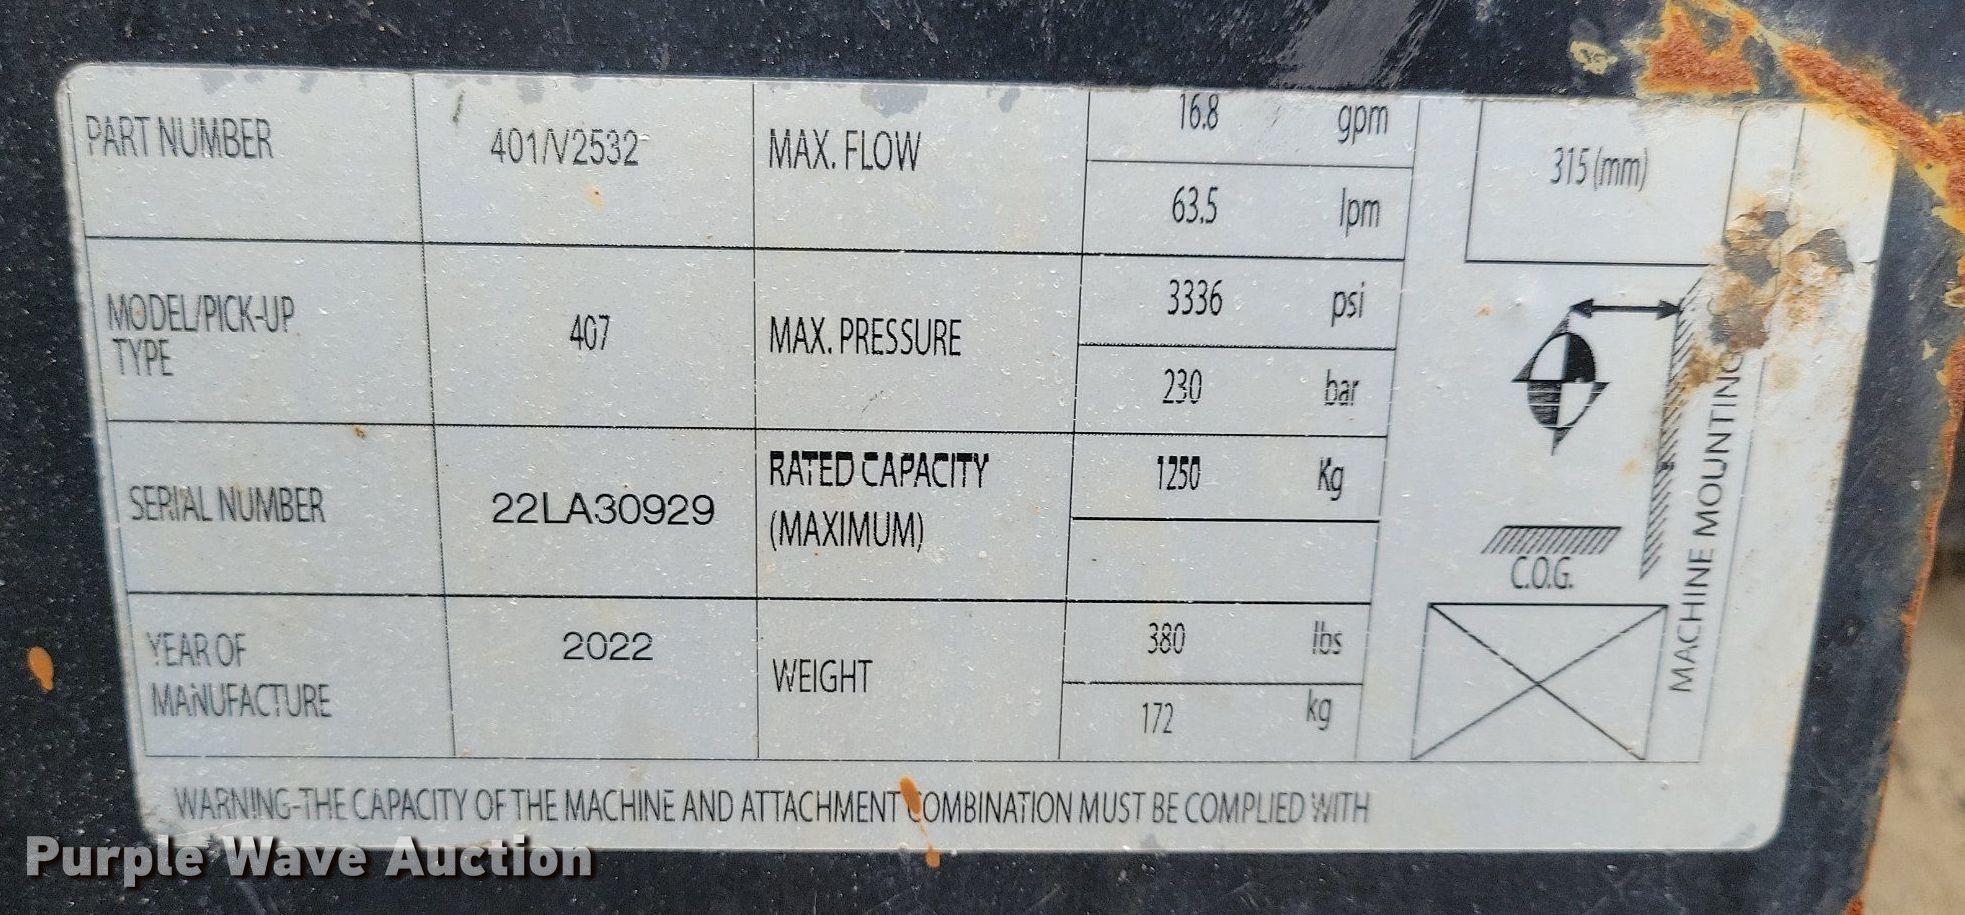 PART NUMBER 401/V2532 MAX. FLOW 16.8 gpm
63.5 lpm
315 (mm)
MODEL/PICK-UP
TYPE
407 MAX. PRESSURE 3336 psi
230 bar
SERIAL NUMBER 22LA30929 RATED CAPACITY
(MAXIMUM)
1250 Kg
YEAR OF
MANUFACTURE
2022 WEIGHT 380 lbs
172 kg
C.O.G.
MACHINE MOUNTING
WARNING-THE CAPACITY OF THE MACHINE AND ATTACHMENT COMBINATION MUST BE COMPLIED WITH
Purple Wave Auction